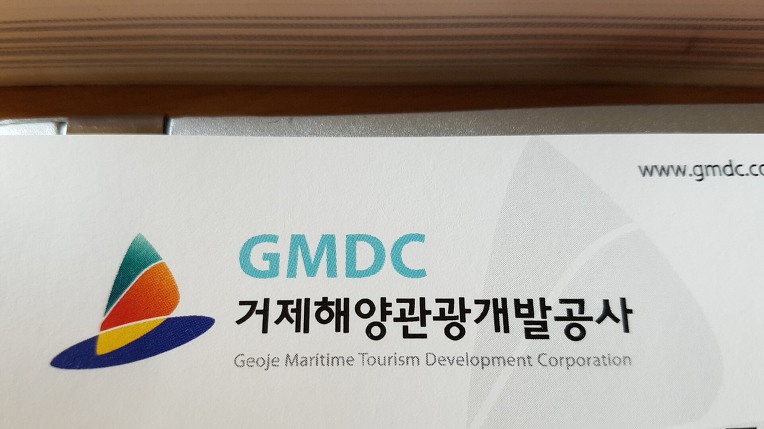 www.gmdc.co
GMDC
거제해양관광개발공사
Geoje Maritime Tourism Development Corporation